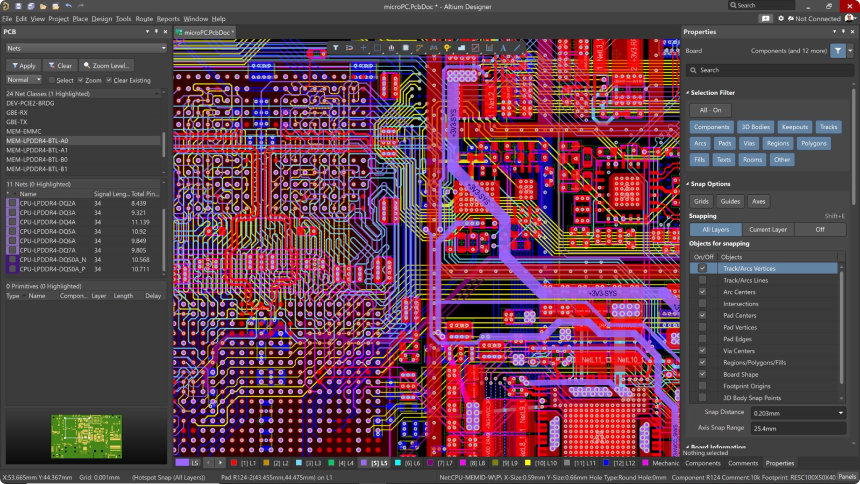 microPC.PcbDoc * - Altium Designer
Search
File Edit View Project Place Design Tools Route Reports Window Help
Not Connected
PCB
microPC.PcbDoc *
Properties
Nets
Board
Components (and 12 more)
Apply
Clear
Zoom Level...
Search
Normal
Select
Zoom
Clear Existing
Selection Filter
24 Net Classes (1 Highlighted)
All - On
DEV-PCIE2-BRDG
GBE-RX
GBE-TX
MEM-EMMC
MEM-LPDDR4-BTL-A0
MEM-LPDDR4-BTL-A1
MEM-LPDDR4-BTL-B0
MEM-LPDDR4-BTL-B1
Components
3D Bodies
Keepouts
Tracks
Arcs
Pads
Vias
Regions
Polygons
Fills
Texts
Rooms
Other
11 Nets (0 Highlighted)
Name
Signal Leng...
Total Pin...
CPU-LPDDR4-DQ2A 34 8.439
CPU-LPDDR4-DQ3A 34 9.321
CPU-LPDDR4-DQ4A 34 11.139
CPU-LPDDR4-DQ5A 34 10.92
CPU-LPDDR4-DQ6A 34 9.849
CPU-LPDDR4-DQ7A 34 9.805
CPU-LPDDR4-DQS0A_N 34 10.568
CPU-LPDDR4-DQS0A_P 34 10.711
Snap Options
Grids
Guides
Axes
Snapping
Shift+E
All Layers
Current Layer
Off
Objects for snapping
On/Off
Objects
Track/Arcs Vertices
Track/Arcs Lines
Arc Centers
Intersections
Pad Centers
Pad Vertices
Pad Edges
Via Centers
Regions/Polygons/Fills
Board Shape
Footprint Origins
3D Body Snap Points
0 Primitives (0 Highlighted)
Type
Name
Compon...
Layer
Length
Delay
+3V3-SYS
+3V3-SYS
+3V3-SYS
NetL11_1
NetL10_1
Snap Distance
0.203mm
Axis Snap Range
25.4mm
Board Information
Nothing selected
LS
[1] L1
[2] L2
[3] L3
[4] L4
[5] L5
[6] L6
[7] L7
[8] L8
[9] L9
[10] L10
[11] L11
[12] L12
Mechanic
Components
Comments
Properties
X:53.665mm Y:44.367mm
Grid: 0.001mm
(Hotspot Snap (All Layers))
Pad R124-2(43.455mm,44.475mm) on L1
Net:CPU-MEMID-W(P) X-Size:0.59mm Y-Size:0.66mm Hole Type:Round Hole:0mm
Component R124 Comment:10k Footprint: RESC100X50X40
Panels